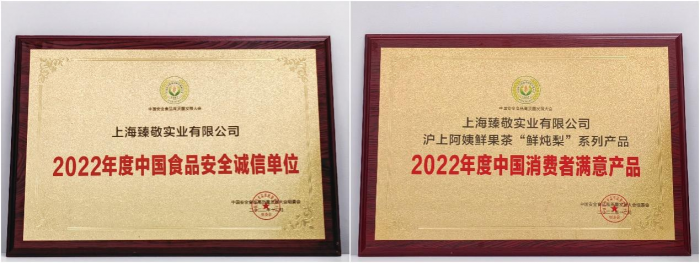 上海臻敬实业有限公司
2022年度中国食品安全诚信单位
上海臻敬实业有限公司
沪上阿姨鲜果茶“鲜炖梨”系列产品
2022年度中国消费者满意产品